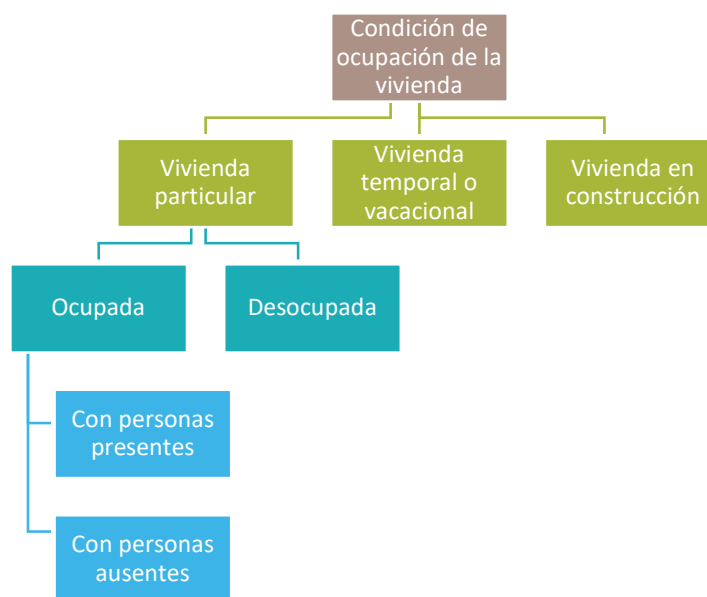 Condición de
ocupación de la
vivienda
Vivienda
particular
Vivienda
temporal o
vacacional
Vivienda en
construcción
Ocupada
Desocupada
Con personas
presentes
Con personas
ausentes